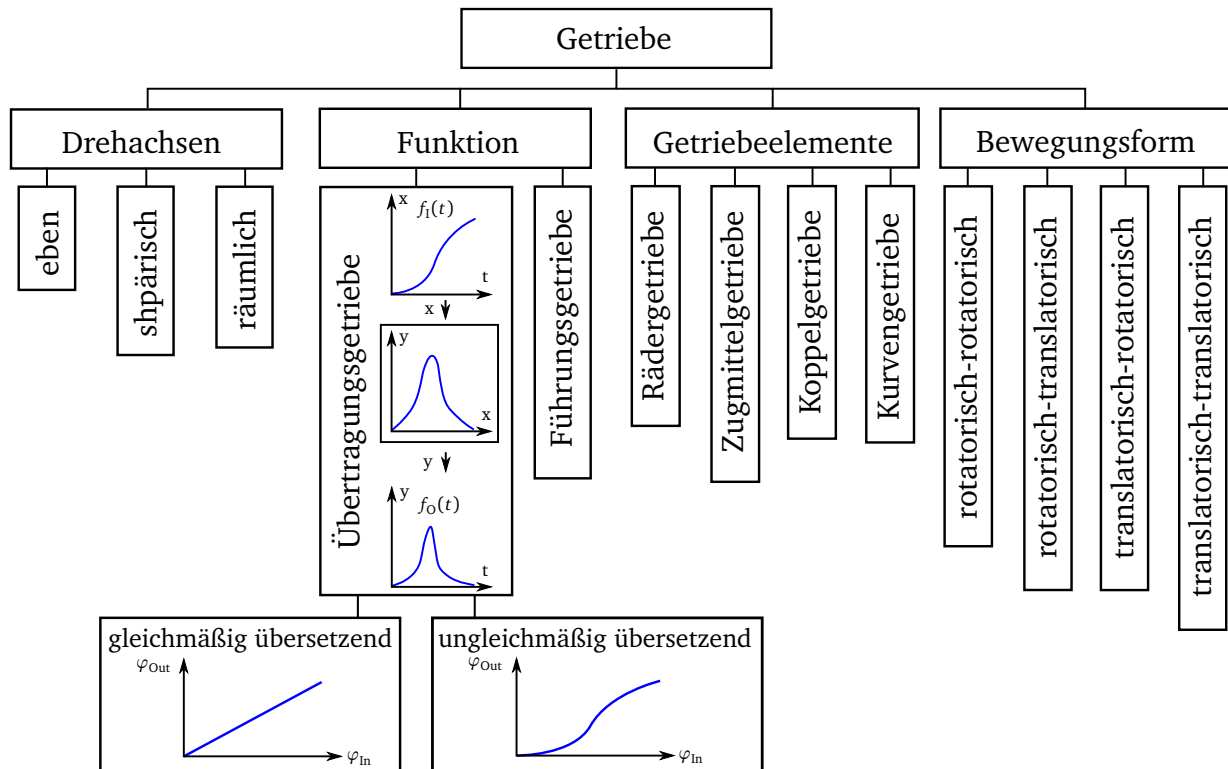 Getriebe
Drehachsen
Funktion
Getriebeelemente
Bewegungsform
eben
shpärisch
räumlich
Übertragungsgetriebe
x
f_I(t)
t
x
y
x
y
y
f_O(t)
t
Führungsgetriebe
Rädergetriebe
Zugmittelgetriebe
Koppelgetriebe
Kurvengetriebe
rotatorisch-rotatorisch
rotatorisch-translatorisch
translatorisch-rotatorisch
translatorisch-translatorisch
gleichmäßig übersetzend
φ_Out
φ_In
ungleichmäßig übersetzend
φ_Out
φ_In